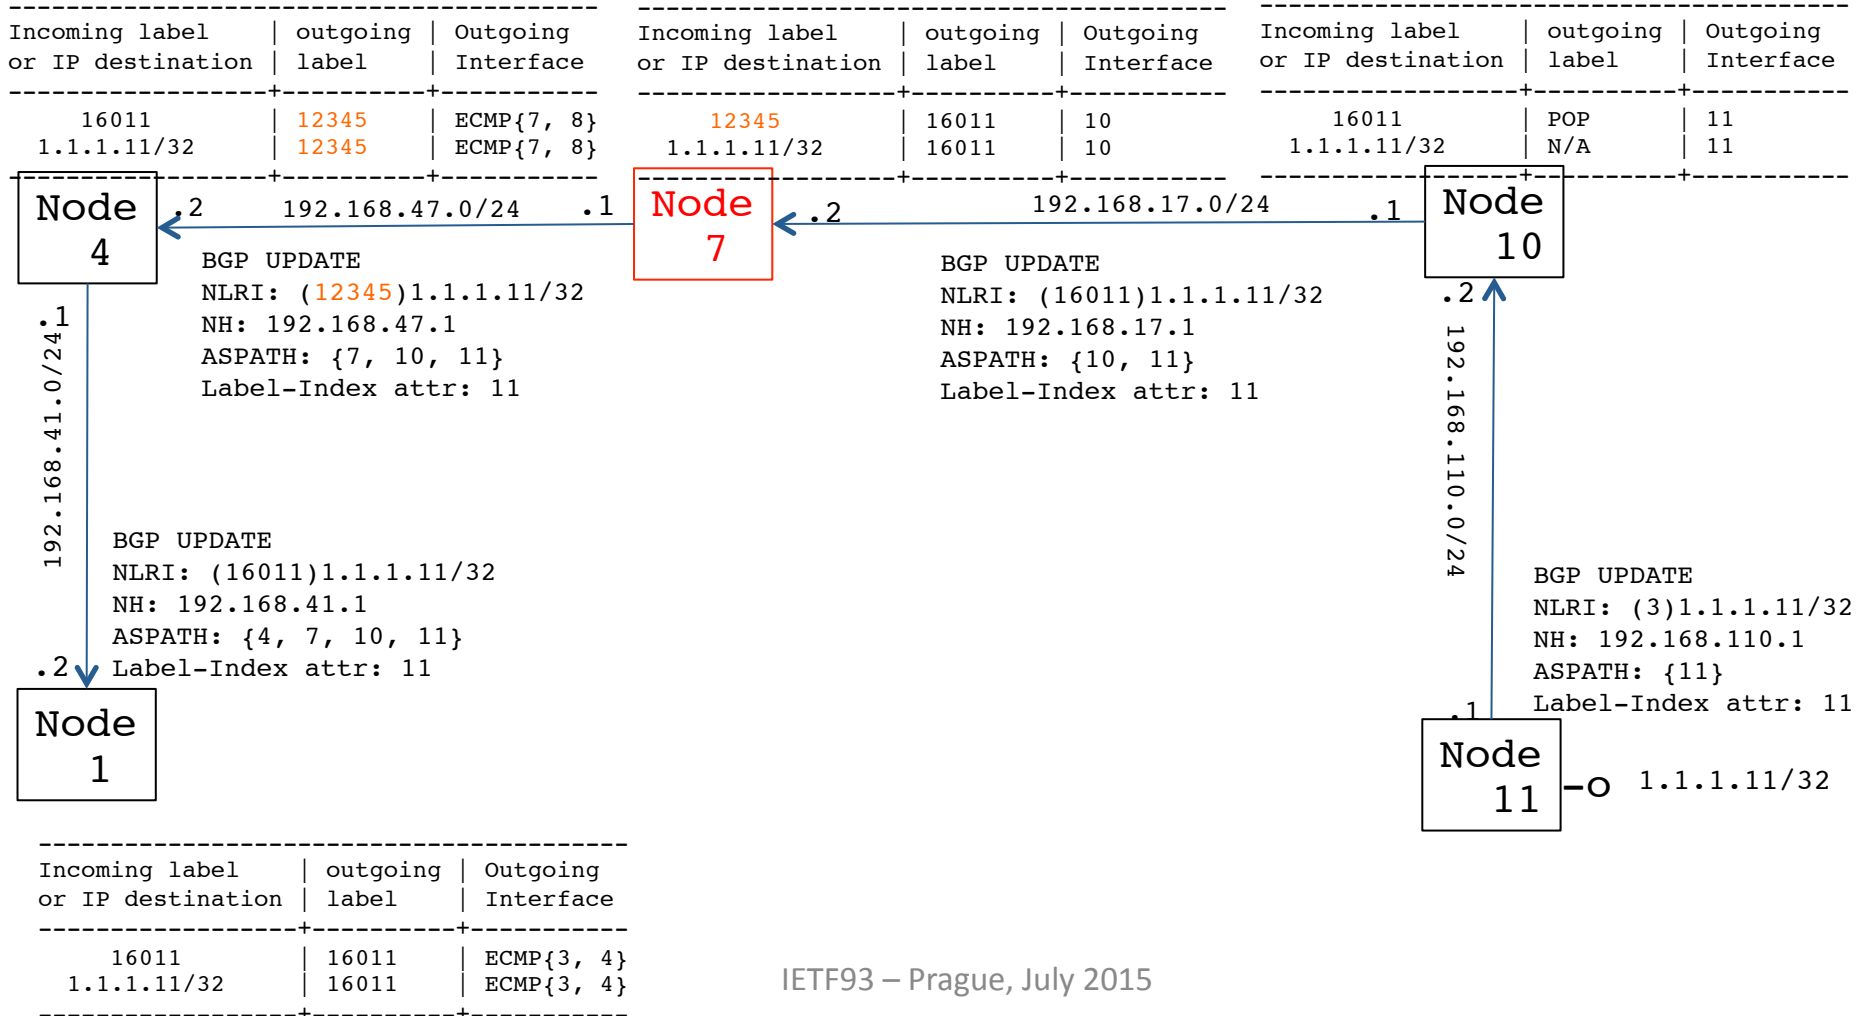 Incoming label | outgoing | Outgoing
or IP destination | label | Interface
16011 | 12345 | ECMP{7, 8}
1.1.1.11/32 | 12345 | ECMP{7, 8}
Incoming label | outgoing | Outgoing
or IP destination | label | Interface
12345 | 16011 | 10
1.1.1.11/32 | 16011 | 10
Incoming label | outgoing | Outgoing
or IP destination | label | Interface
16011 | POP | 11
1.1.1.11/32 | N/A | 11
Node
4
.2 192.168.47.0/24 .1
Node
7
.2 192.168.17.0/24 .1
Node
10
BGP UPDATE
NLRI: (12345)1.1.1.11/32
NH: 192.168.47.1
ASPATH: {7, 10, 11}
Label-Index attr: 11
BGP UPDATE
NLRI: (16011)1.1.1.11/32
NH: 192.168.17.1
ASPATH: {10, 11}
Label-Index attr: 11
.1
192.168.41.0/24
.2
.2
192.168.110.0/24
.1
BGP UPDATE
NLRI: (16011)1.1.1.11/32
NH: 192.168.41.1
ASPATH: {4, 7, 10, 11}
Label-Index attr: 11
BGP UPDATE
NLRI: (3)1.1.1.11/32
NH: 192.168.110.1
ASPATH: {11}
Label-Index attr: 11
Node
1
Node
11
-o 1.1.1.11/32
Incoming label | outgoing | Outgoing
or IP destination | label | Interface
16011 | 16011 | ECMP{3, 4}
1.1.1.11/32 | 16011 | ECMP{3, 4}
IETF93 – Prague, July 2015